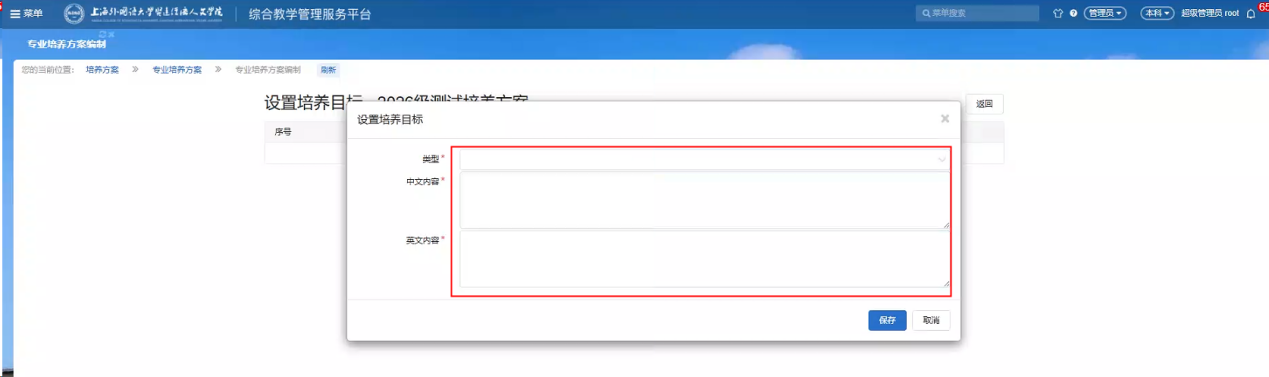 菜单 上海外国语大学贤达经济人文学院 综合教学管理服务平台 菜单搜索 管理员 本科 超级管理员 root 65
专业培养方案编制
您的当前位置： 培养方案 » 专业培养方案 » 专业培养方案编制 刷新
设置培养目标 2026级测试培养方案 返回
设置培养目标
序号
类型*
中文内容*
英文内容*
保存 取消